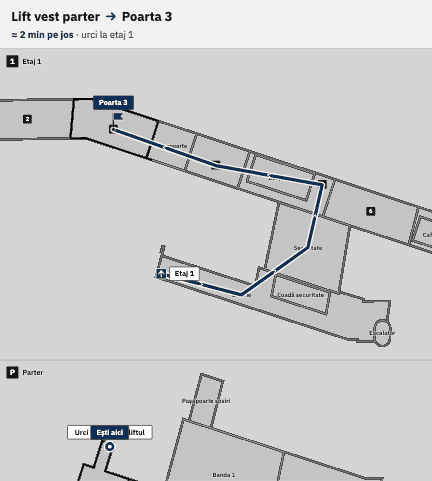 Lift vest parter → Poarta 3
≈ 2 min pe jos · urci la etaj 1
1 Etaj 1
Poarta 3
2
6
Securitate
Etaj 1
Coadă securitate
Escalator
P Parter
Pașapoarte sosiri
Urci
Ești aici
liftul
Banda 1